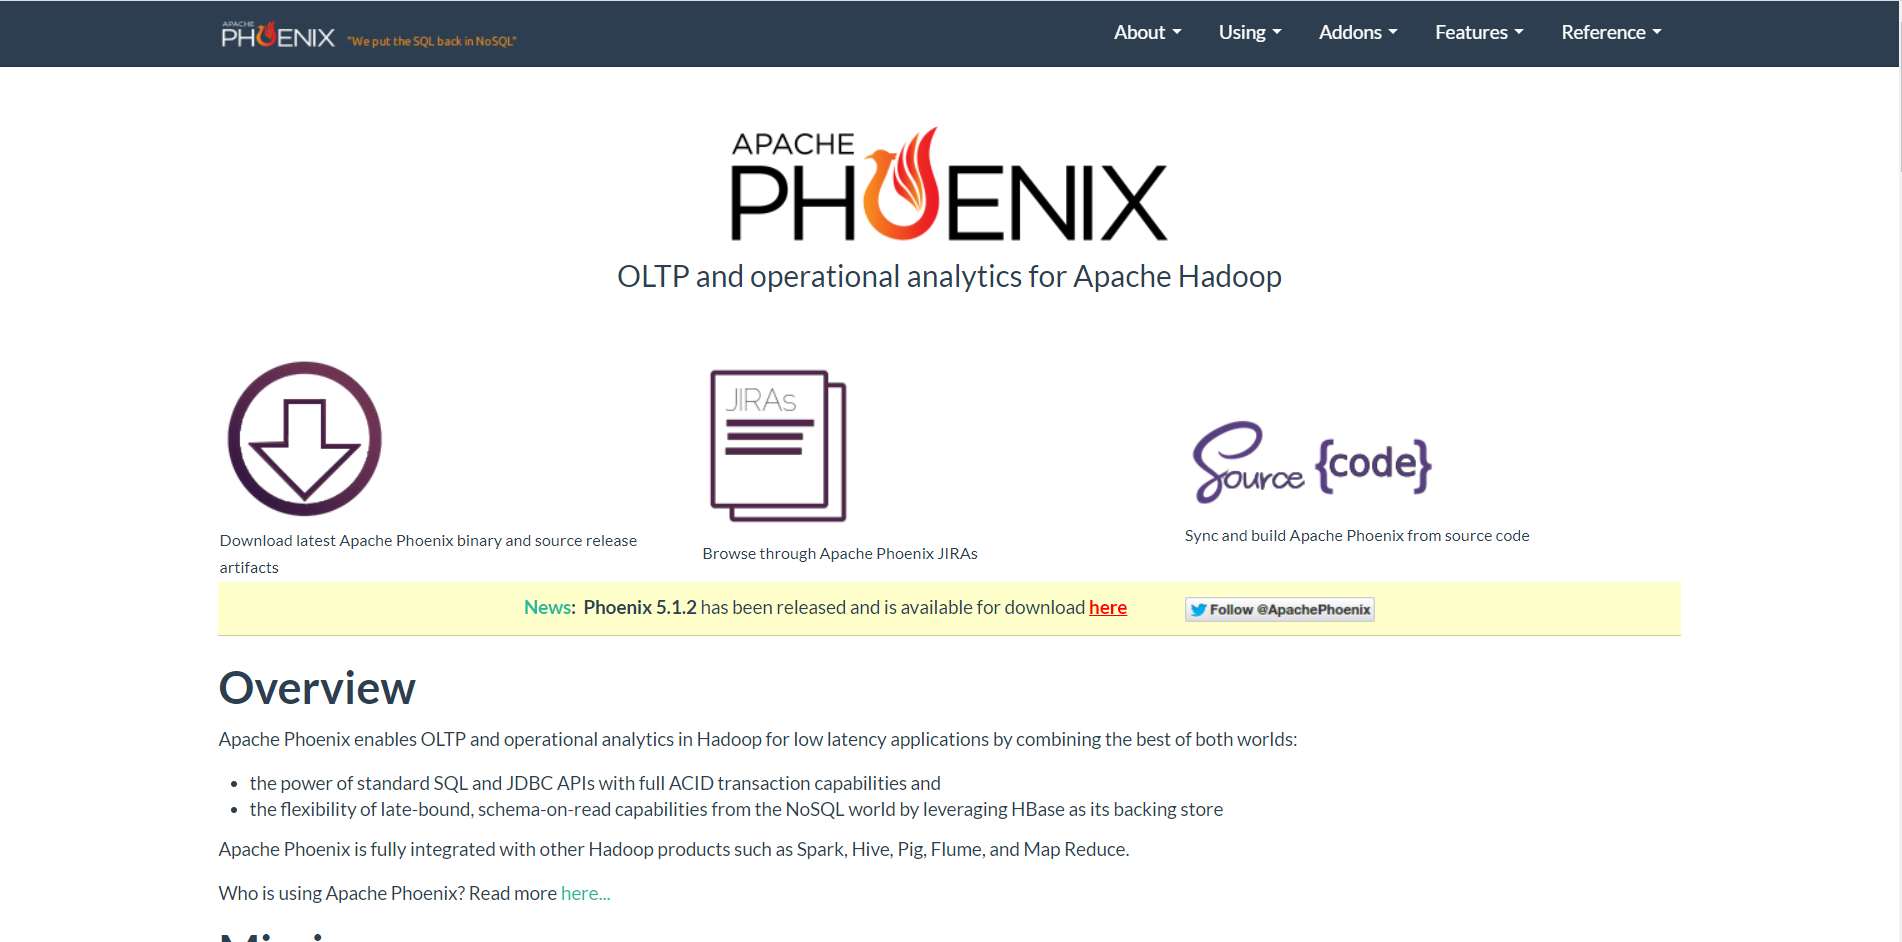 APACHE
PHOENIX "We put the SQL back in NoSQL"
About Using Addons Features Reference
APACHE
PHOENIX
OLTP and operational analytics for Apache Hadoop
JIRAs
Source {code}
Download latest Apache Phoenix binary and source release
artifacts
Browse through Apache Phoenix JIRAs
Sync and build Apache Phoenix from source code
News: Phoenix 5.1.2 has been released and is available for download here
Follow @ApachePhoenix
Overview
Apache Phoenix enables OLTP and operational analytics in Hadoop for low latency applications by combining the best of both worlds:
• the power of standard SQL and JDBC APIs with full ACID transaction capabilities and
• the flexibility of late-bound, schema-on-read capabilities from the NoSQL world by leveraging HBase as its backing store
Apache Phoenix is fully integrated with other Hadoop products such as Spark, Hive, Pig, Flume, and Map Reduce.
Who is using Apache Phoenix? Read more here...